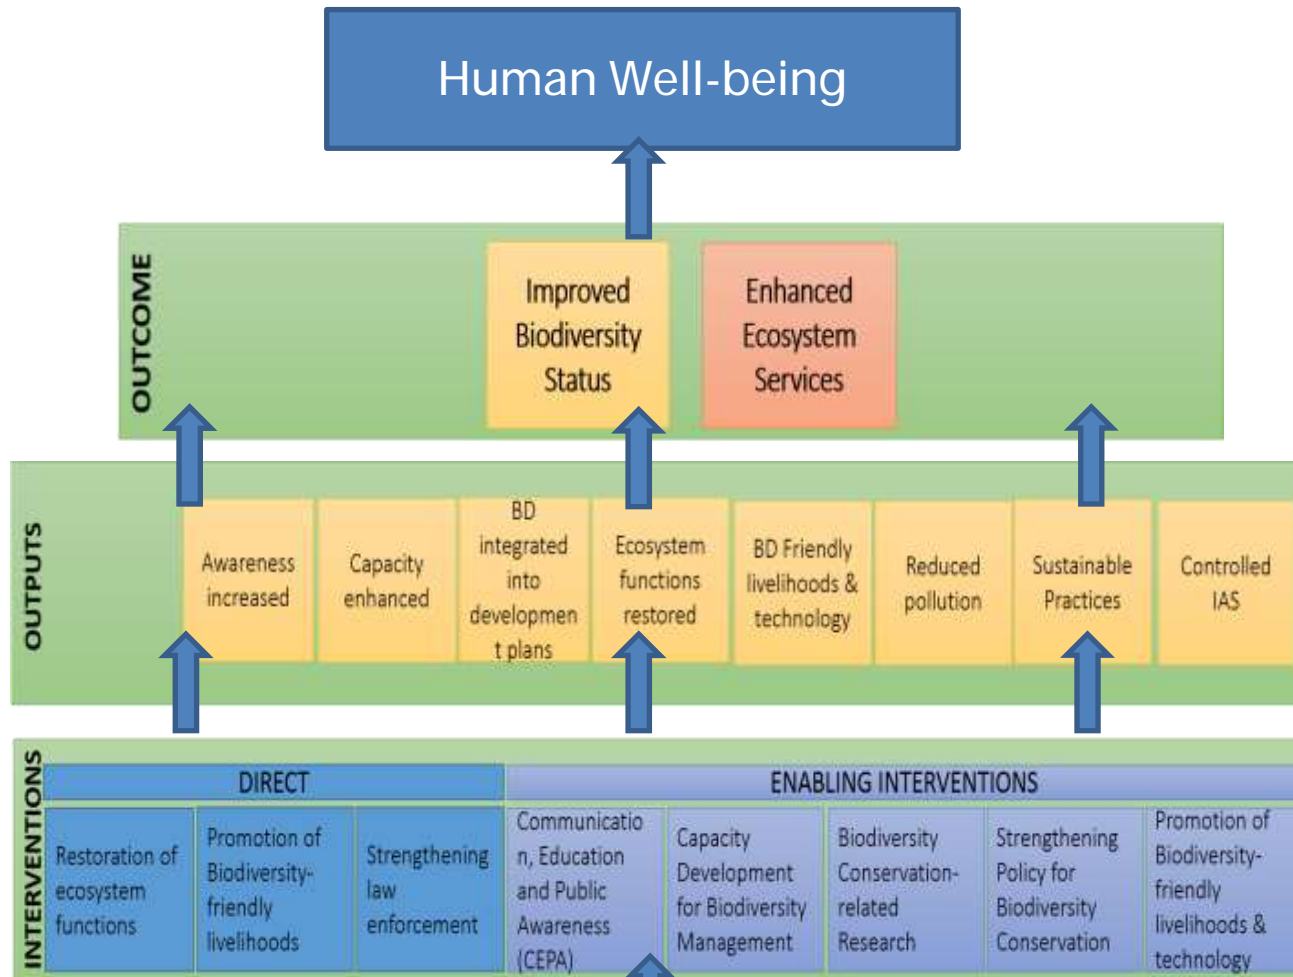 Human Well-being
OUTCOME
Improved
Biodiversity
Status
Enhanced
Ecosystem
Services
OUTPUTS
Awareness
increased
Capacity
enhanced
BD
integrated
into
developmen
t plans
Ecosystem
functions
restored
BD Friendly
livelihoods &
technology
Reduced
pollution
Sustainable
Practices
Controlled
IAS
INTERVENTIONS
DIRECT
Restoration of
ecosystem
functions
Promotion of
Biodiversity-
friendly
livelihoods
Strengthening
law
enforcement
ENABLING INTERVENTIONS
Communicatio
n, Education
and Public
Awareness
(CEPA)
Capacity
Development
for Biodiversity
Management
Biodiversity
Conservation-
related
Research
Strengthening
Policy for
Biodiversity
Conservation
Promotion of
Biodiversity-
friendly
livelihoods &
technology